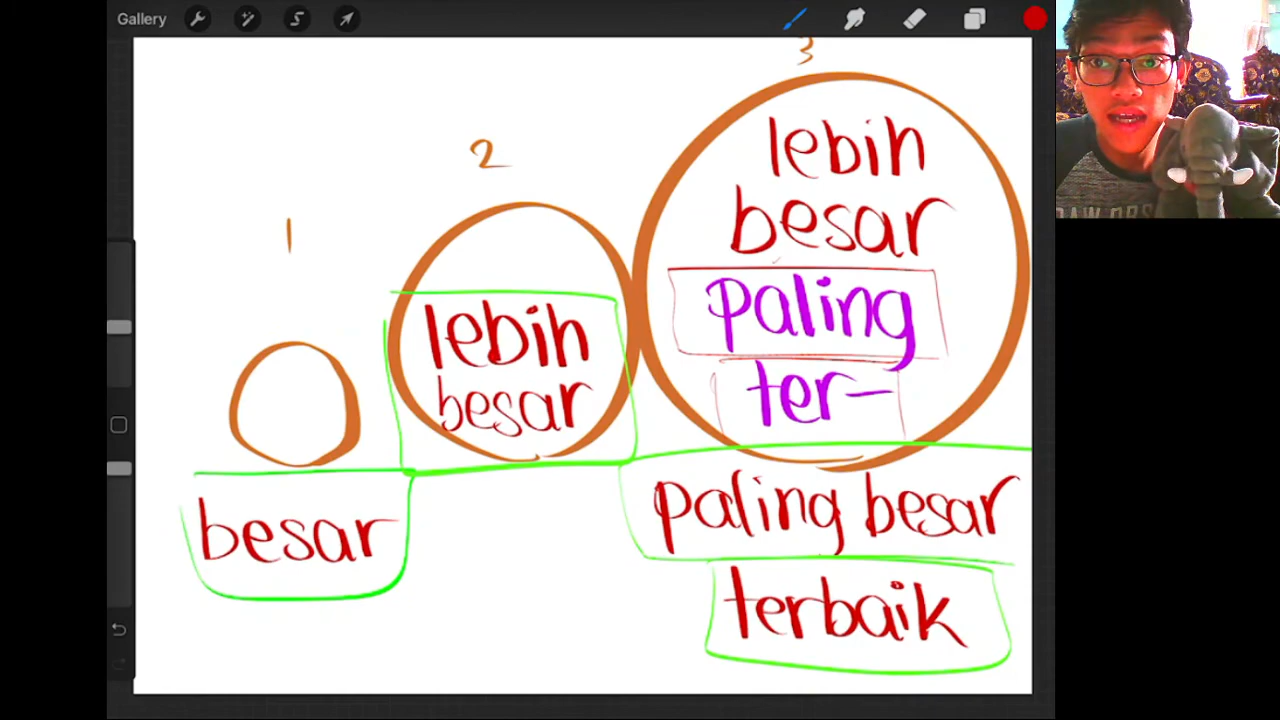 Gallery
3
2
1
lebih
besar
paling
ter-
lebih
besar
besar
paling besar
terbaik